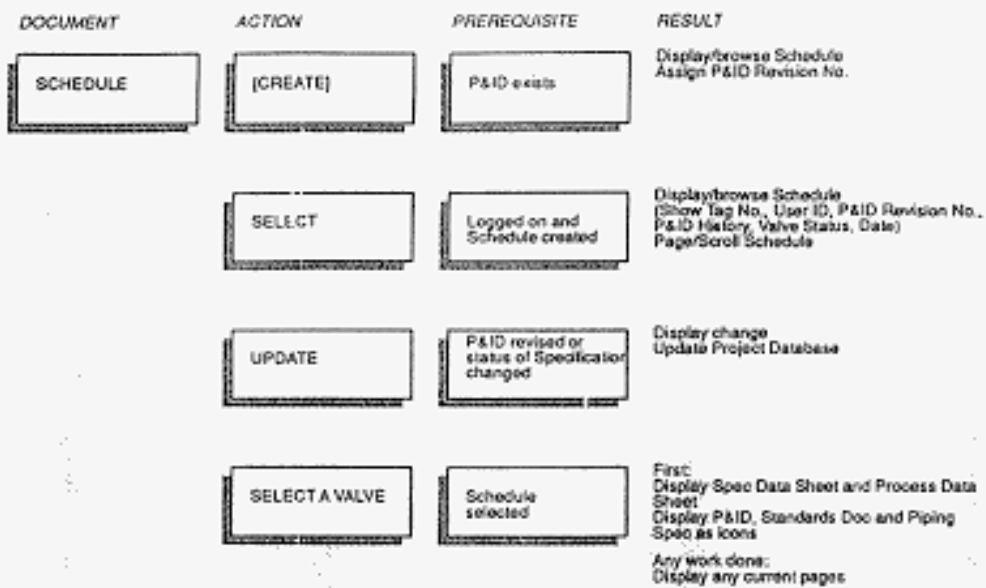 DOCUMENT ACTION PREREQUISITE RESULT
SCHEDULE
[CREATE]
P&ID exists
Display/browse Schedule
Assign P&ID Revision No.
SELECT
Logged on and
Schedule created
Display/browse Schedule
(Show Tag No., User ID, P&ID Revision No.,
P&ID History, Valve Status, Date)
Page/Scroll Schedule
UPDATE
P&ID revised or
status of Specification
changed
Display change
Update Project Database
SELECT A VALVE
Schedule
selected
First:
Display Spec Data Sheet and Process Data
Sheet
Display P&ID, Standards Doc and Piping
Spec as icons
Any work done:
Display any current pages